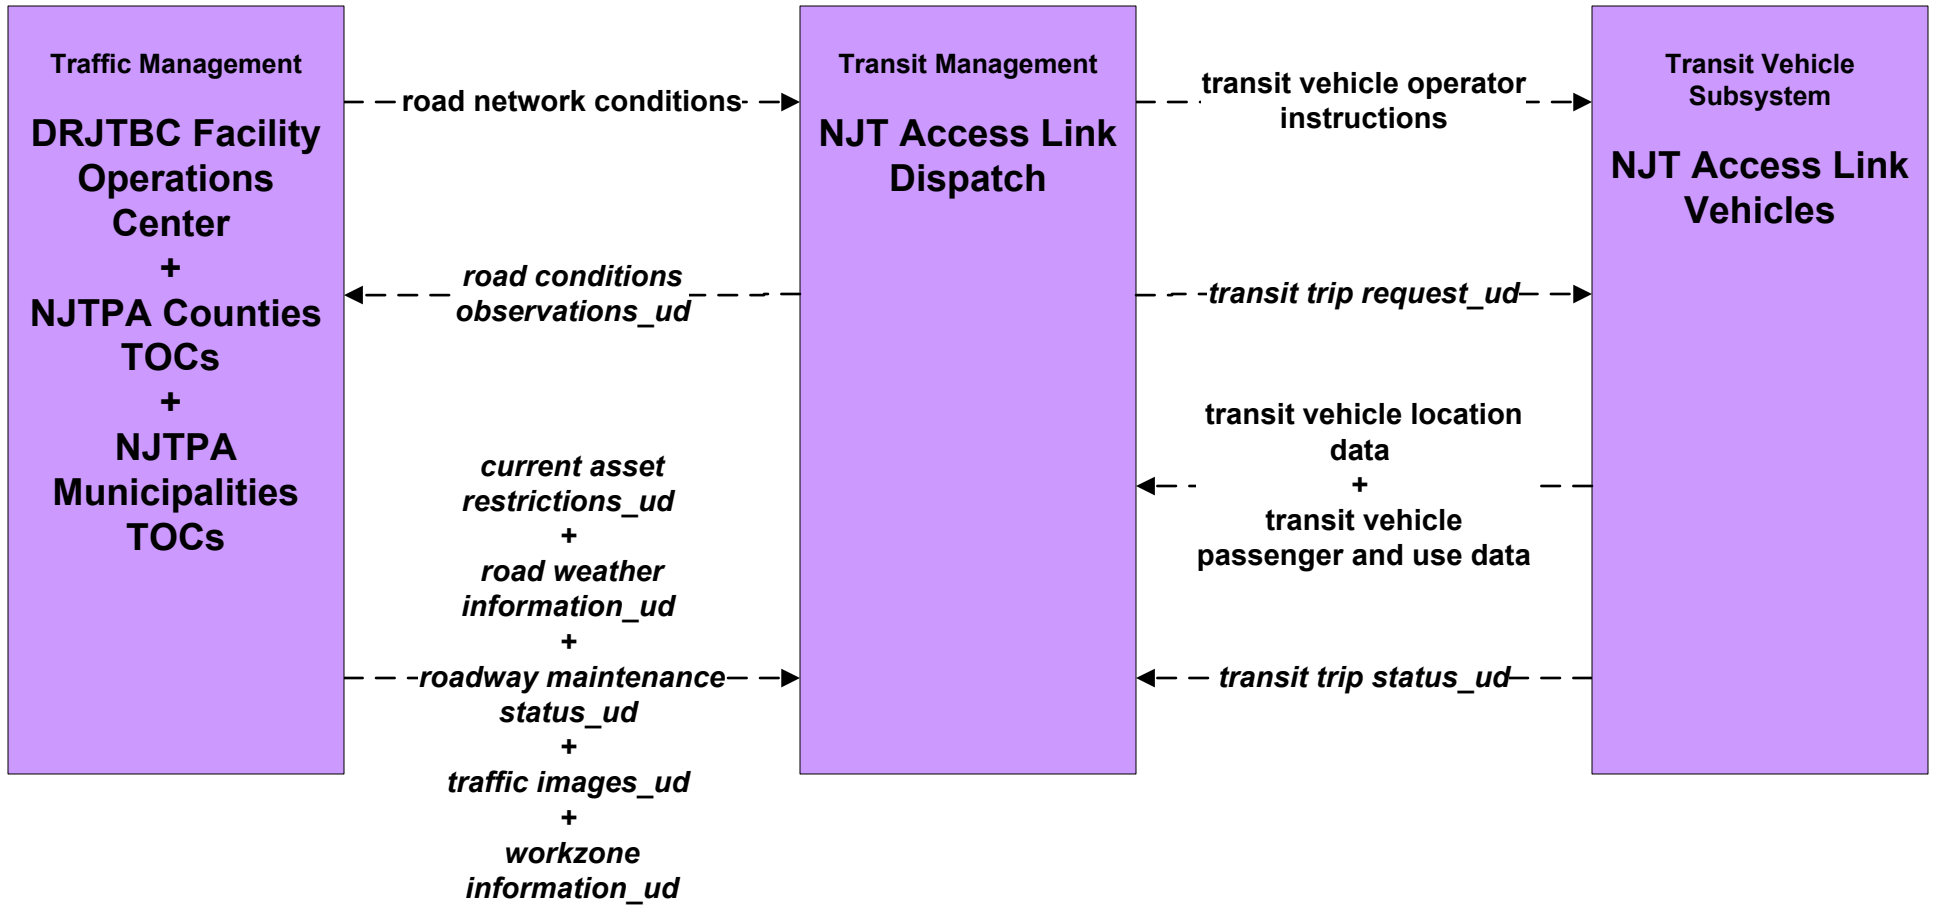 Traffic Management
DRJTBC Facility
Operations
Center
+
NJTPA Counties
TOCs
+
NJTPA
Municipalities
TOCs
road network conditions
road conditions
observations_ud
current asset
restrictions_ud
+
road weather
information_ud
+
roadway maintenance
status_ud
+
traffic images_ud
+
workzone
information_ud
Transit Management
NJT Access Link
Dispatch
transit vehicle operator
instructions
transit trip request_ud
transit vehicle location
data
+
transit vehicle
passenger and use data
transit trip status_ud
Transit Vehicle
Subsystem
NJT Access Link
Vehicles